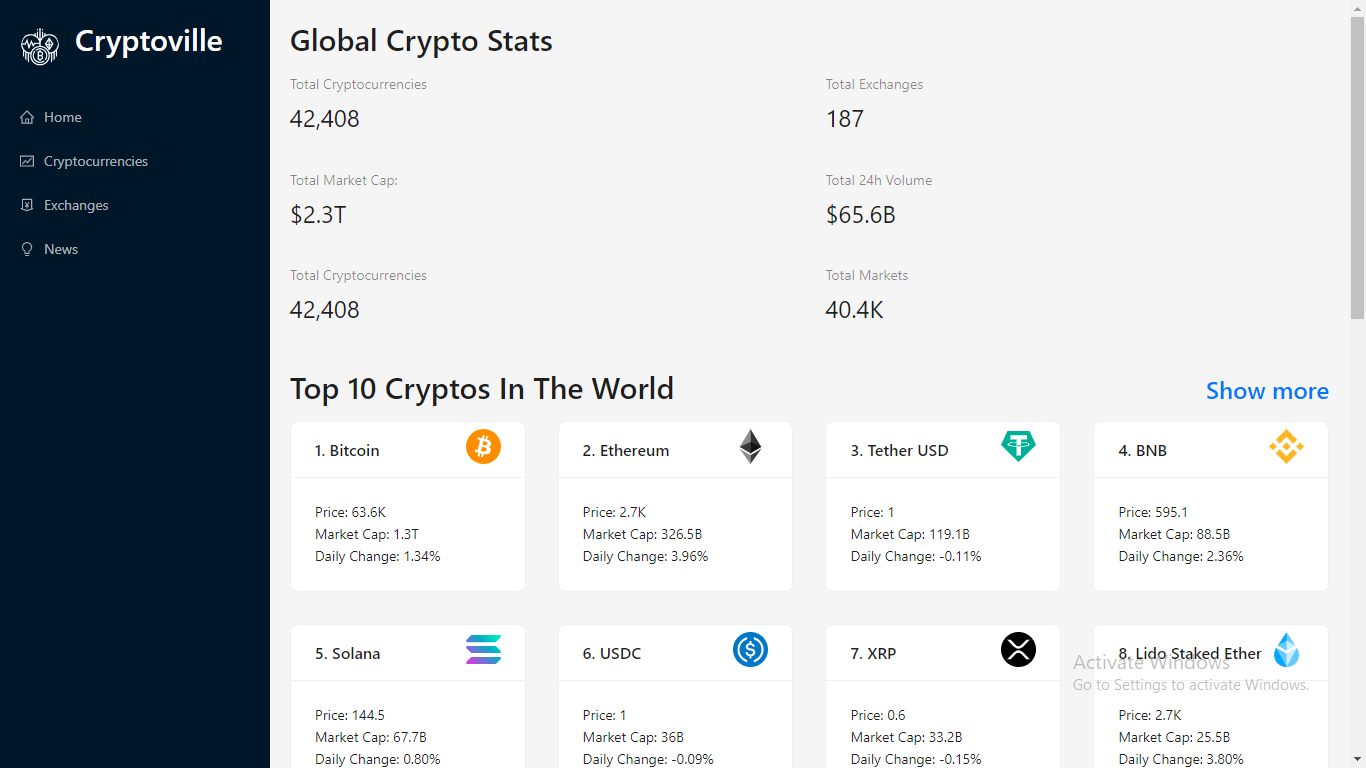 Cryptoville
Home
Cryptocurrencies
Exchanges
News
Global Crypto Stats
Total Cryptocurrencies
42,408
Total Exchanges
187
Total Market Cap:
$2.3T
Total 24h Volume
$65.6B
Total Cryptocurrencies
42,408
Total Markets
40.4K
Top 10 Cryptos In The World
Show more
1. Bitcoin
Price: 63.6K
Market Cap: 1.3T
Daily Change: 1.34%
2. Ethereum
Price: 2.7K
Market Cap: 326.5B
Daily Change: 3.96%
3. Tether USD
Price: 1
Market Cap: 119.1B
Daily Change: -0.11%
4. BNB
Price: 595.1
Market Cap: 88.5B
Daily Change: 2.36%
5. Solana
Price: 144.5
Market Cap: 67.7B
Daily Change: 0.80%
6. USDC
Price: 1
Market Cap: 36B
Daily Change: -0.09%
7. XRP
Price: 0.6
Market Cap: 33.2B
Daily Change: -0.15%
8. Lido Staked Ether
Price: 2.7K
Market Cap: 25.5B
Daily Change: 3.80%
Activate Windows
Go to Settings to activate Windows.